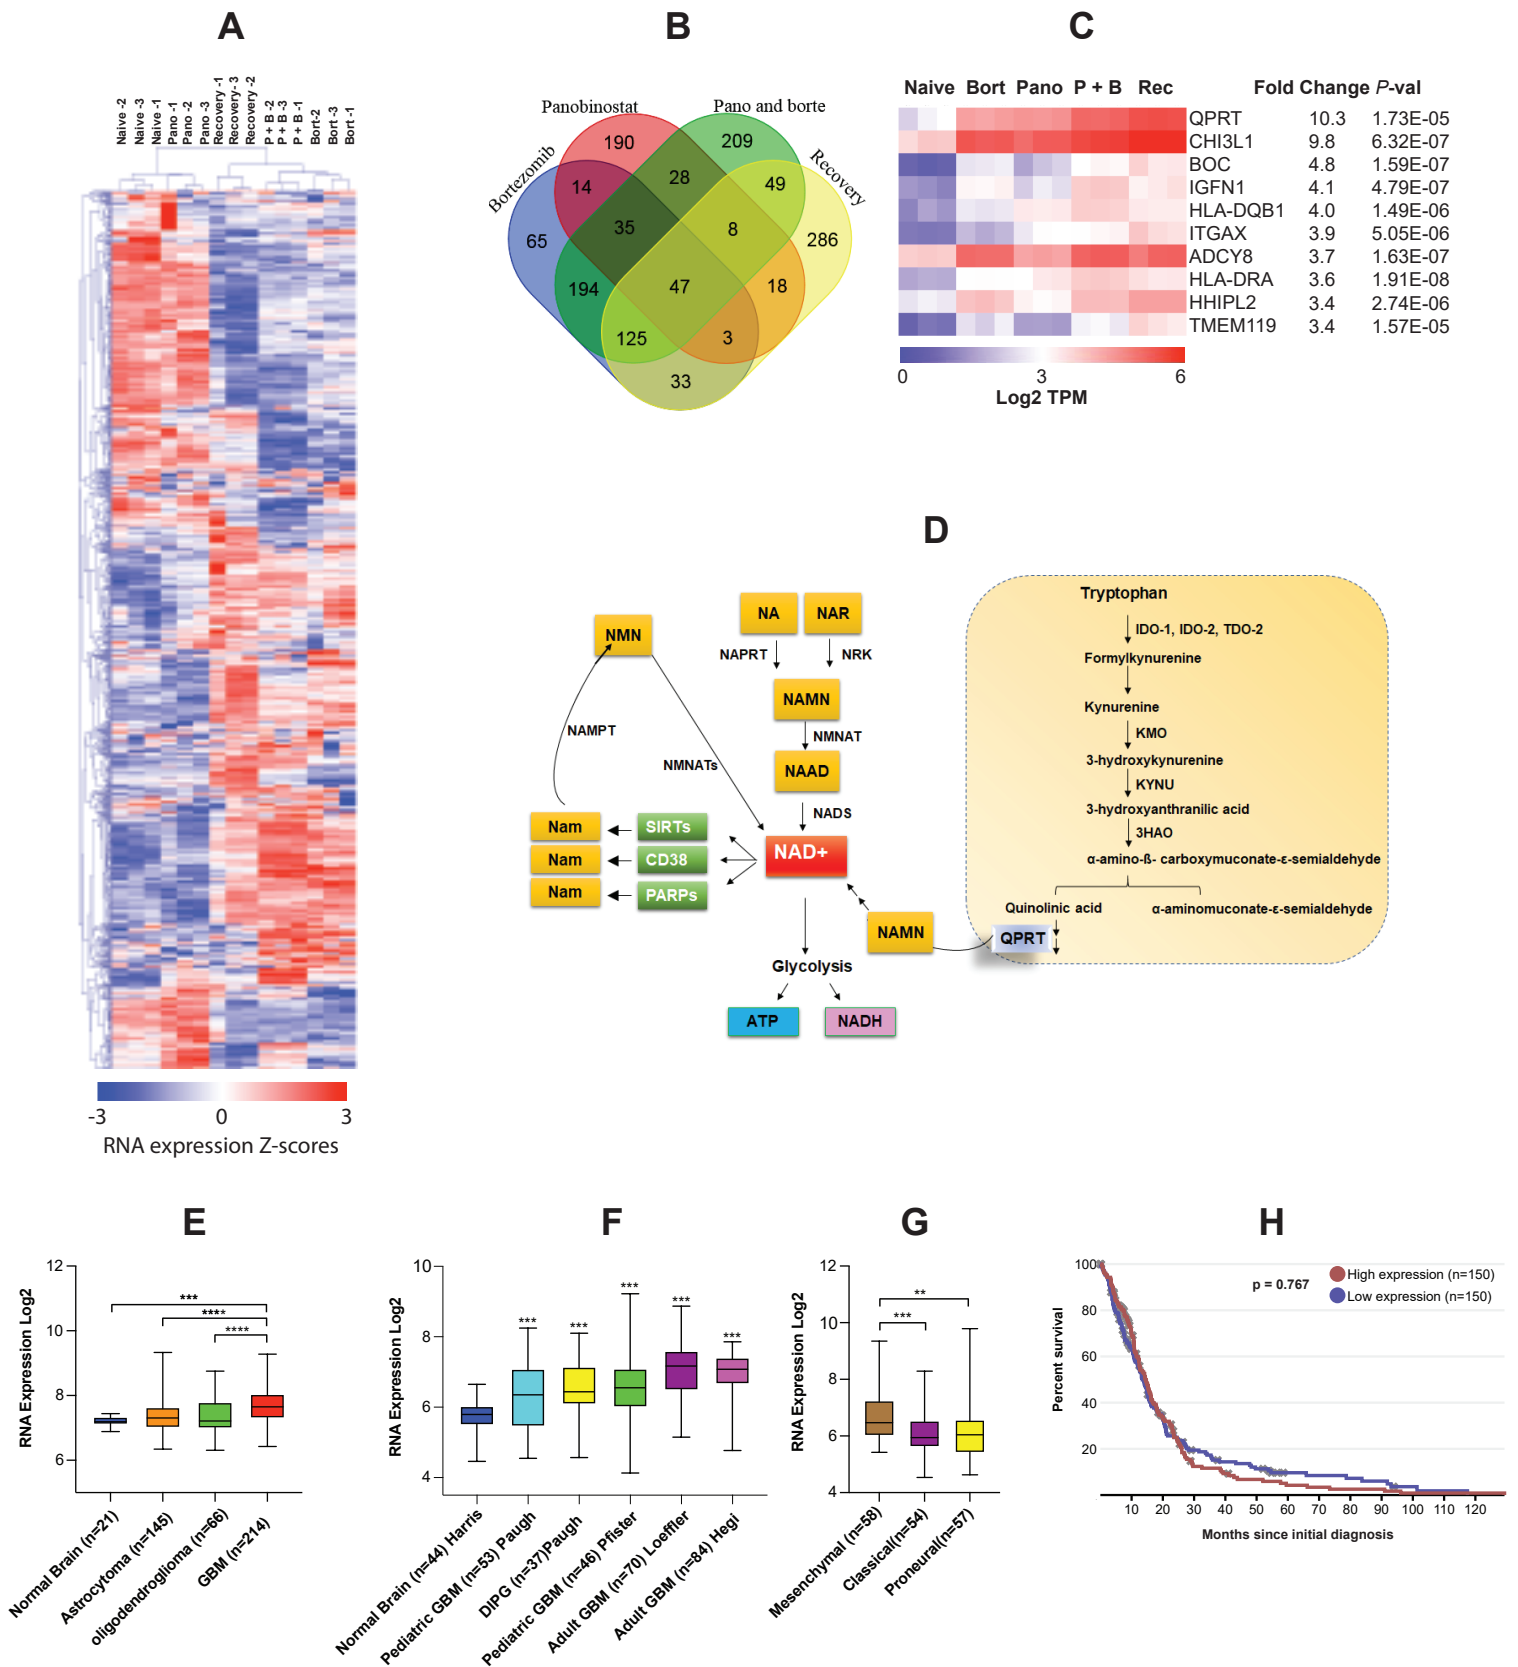 A
Naive -2
Naive -3
Naive -1
Pano -1
Pano -2
Pano -3
Recovery -1
Recovery- 3
Recovery -2
P + B -2
P + B -3
P + B -1
Bort-2
Bort -3
Bort -1
-3 0 3
RNA expression Z-scores
B
Panobinostat
Pano and borte
Bortezomib
Recovery
190
209
14
28
49
65
35
8
286
194
47
18
125
3
33
C
Naive Bort Pano P + B Rec Fold Change P-val
QPRT 10.3 1.73E-05
CHI3L1 9.8 6.32E-07
BOC 4.8 1.59E-07
IGFN1 4.1 4.79E-07
HLA-DQB1 4.0 1.49E-06
ITGAX 3.9 5.05E-06
ADCY8 3.7 1.63E-07
HLA-DRA 3.6 1.91E-08
HHIPL2 3.4 2.74E-06
TMEM119 3.4 1.57E-05
0 3 6
Log2 TPM
D
NMN
NA
NAR
NAPRT
NRK
NAMN
NAMPT
NMNAT
NMNATs
NAAD
NADS
Nam
SIRTs
Nam
CD38
NAD+
Nam
PARPs
NAMN
Glycolysis
ATP
NADH
Tryptophan
IDO-1, IDO-2, TDO-2
Formylkynurenine
Kynurenine
KMO
3-hydroxykynurenine
KYNU
3-hydroxyanthranilic acid
3HAO
α-amino-ß- carboxymuconate-ε-semialdehyde
Quinolinic acid
α-aminomuconate-ε-semialdehyde
QPRT
E
RNA Expression Log2
12
10
8
6
***
****
****
Normal Brain (n=21)
Astrocytoma (n=145)
oligodendroglioma (n=66)
GBM (n=214)
F
RNA Expression Log2
10
8
6
4
***
***
***
***
***
Normal Brain (n=44) Harris
Pediatric GBM (n=53) Paugh
DIPG (n=37)Paugh
Pediatric GBM (n=46) Pfister
Adult GBM (n=70) Loeffler
Adult GBM (n=84) Hegi
G
RNA Expression Log2
12
10
8
6
4
**
***
Mesenchymal (n=58)
Classical(n=54)
Proneural(n=57)
H
Percent survival
100
80
60
40
20
p = 0.767
High expression (n=150)
Low expression (n=150)
10 20 30 40 50 60 70 80 90 100 110 120
Months since initial diagnosis